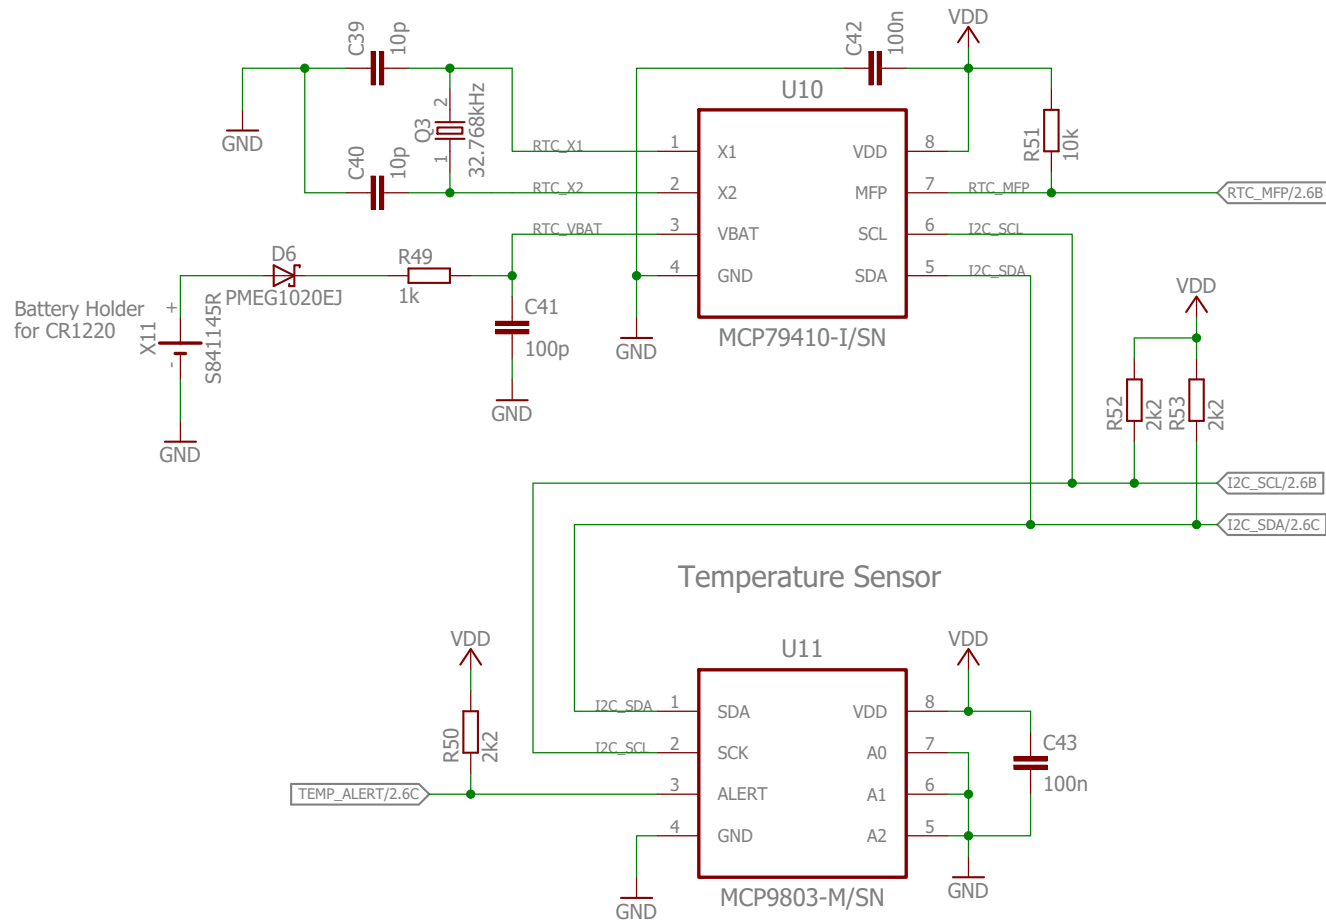 C39
10p
GND
C40
10p
Q3
2
1
32.768kHz
RTC_X1
RTC_X2
RTC_VBAT
C42
100n
VDD
U10
1
X1
2
X2
3
VBAT
4
GND
VDD
8
MFP
7
SCL
6
SDA
5
MCP79410-I/SN
R51
10k
RTC_MFP
RTC_MFP/2.6B
I2C_SCL
I2C_SDA
D6
PMEG1020EJ
R49
1k
Battery Holder
for CR1220
X11
+
-
S841145R
GND
C41
100p
GND
GND
VDD
R52
2k2
R53
2k2
I2C_SCL/2.6B
I2C_SDA/2.6C
Temperature Sensor
VDD
R50
2k2
TEMP_ALERT/2.6C
I2C_SDA
I2C_SCL
U11
1
SDA
2
SCK
3
ALERT
4
GND
VDD
8
A0
7
A1
6
A2
5
MCP9803-M/SN
GND
VDD
C43
100n
GND